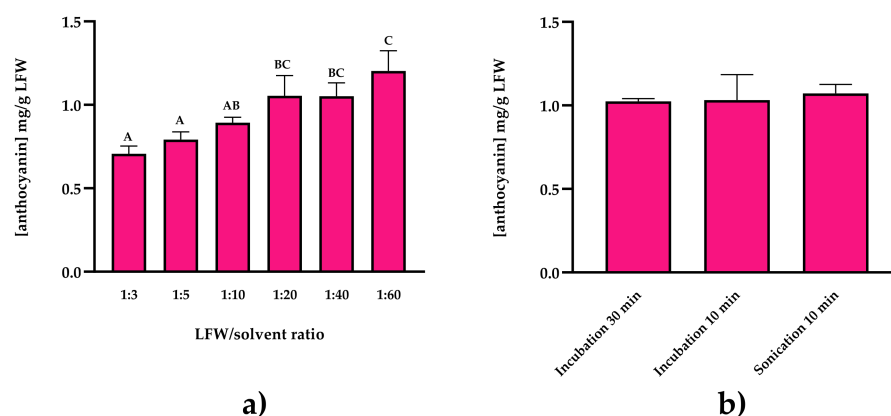 [anthocyanin] mg/g LFW
1.5
1.0
0.5
0.0
A
A
AB
BC
BC
C
1:3 1:5 1:10 1:20 1:40 1:60
LFW/solvent ratio
a)
[anthocyanin] mg/g LFW
1.5
1.0
0.5
0.0
Incubation 30 min
Incubation 10 min
Sonication 10 min
b)